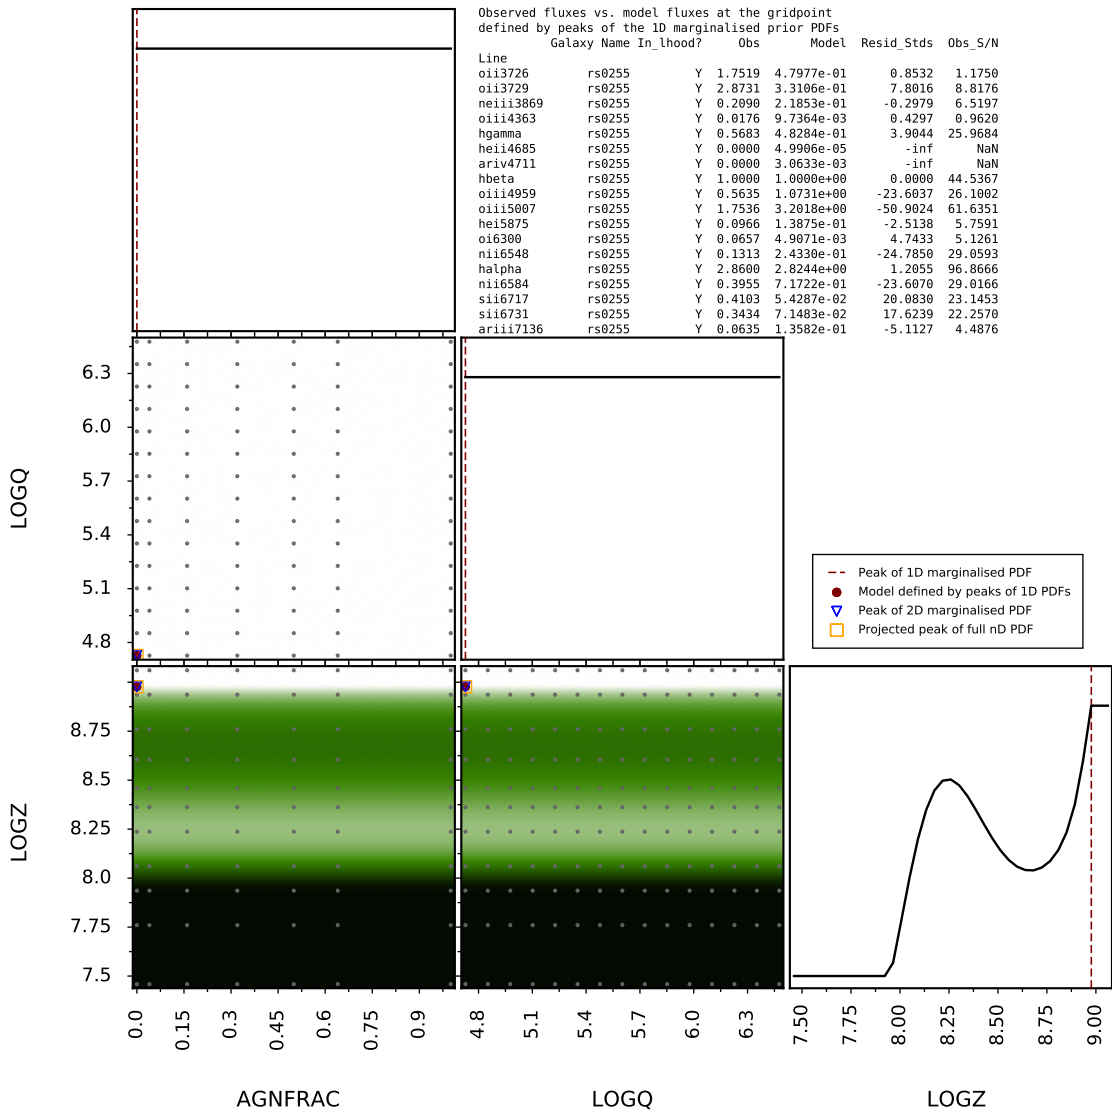 Observed fluxes vs. model fluxes at the gridpoint
defined by peaks of the 1D marginalised prior PDFs
Galaxy Name In_lhood? Obs Model Resid_Stds Obs_S/N
Line
oii3726 rs0255 Y 1.7519 4.7977e-01 0.8532 1.1750
oii3729 rs0255 Y 2.8731 3.3106e-01 7.8016 8.8176
neiii3869 rs0255 Y 0.2090 2.1853e-01 -0.2979 6.5197
oiii4363 rs0255 Y 0.0176 9.7364e-03 0.4297 0.9620
hgamma rs0255 Y 0.5683 4.8284e-01 3.9044 25.9684
heii4685 rs0255 Y 0.0000 4.9906e-05 -inf NaN
ariv4711 rs0255 Y 0.0000 3.0633e-03 -inf NaN
hbeta rs0255 Y 1.0000 1.0000e+00 0.0000 44.5367
oiii4959 rs0255 Y 0.5635 1.0731e+00 -23.6037 26.1002
oiii5007 rs0255 Y 1.7536 3.2018e+00 -50.9024 61.6351
hei5875 rs0255 Y 0.0966 1.3875e-01 -2.5138 5.7591
oi6300 rs0255 Y 0.0657 4.9071e-03 4.7433 5.1261
nii6548 rs0255 Y 0.1313 2.4330e-01 -24.7850 29.0593
halpha rs0255 Y 2.8600 2.8244e+00 1.2055 96.8666
nii6584 rs0255 Y 0.3955 7.1722e-01 -23.6070 29.0166
sii6717 rs0255 Y 0.4103 5.4287e-02 20.0830 23.1453
sii6731 rs0255 Y 0.3434 7.1483e-02 17.6239 22.2570
ariii7136 rs0255 Y 0.0635 1.3582e-01 -5.1127 4.4876
LOGQ
6.3
6.0
5.7
5.4
5.1
4.8
Peak of 1D marginalised PDF
Model defined by peaks of 1D PDFs
Peak of 2D marginalised PDF
Projected peak of full nD PDF
LOGZ
8.75
8.5
8.25
8.0
7.75
7.5
0.0 0.15 0.3 0.45 0.6 0.75 0.9
4.8 5.1 5.4 5.7 6.0 6.3
7.50 7.75 8.00 8.25 8.50 8.75 9.00
AGNFRAC LOGQ LOGZ